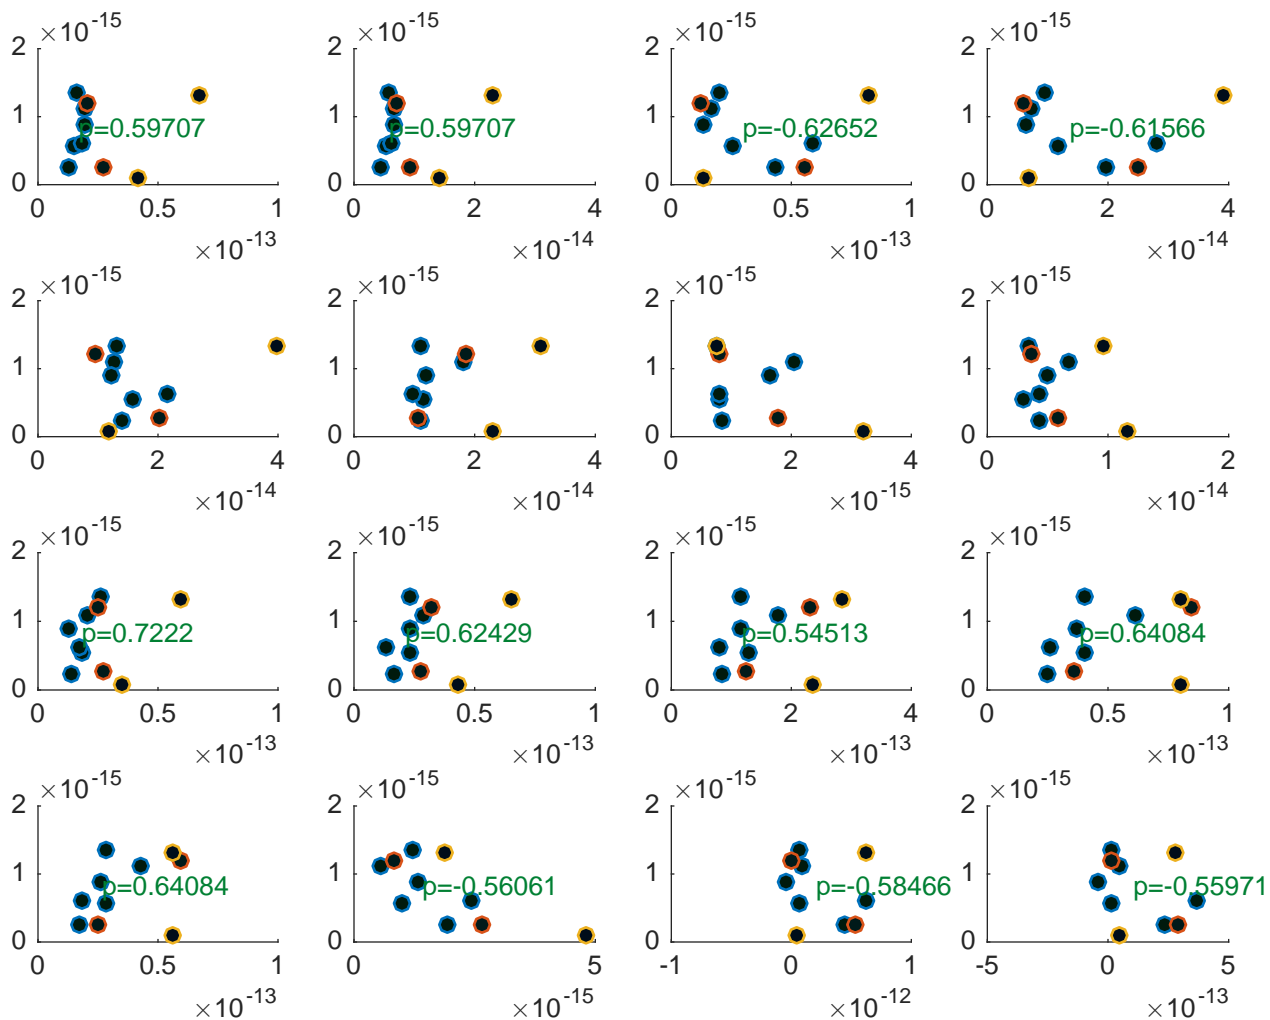 2 ×10-15 2 ×10-15 2 ×10-15 2 ×10-15
1 1 1 1
p=0.59707 p=0.59707 p=-0.62652 p=-0.61566
0 0 0 0
0 0.5 1 0 2 4 0 0.5 1 0 2 4
×10-13 ×10-14 ×10-13 ×10-14
2 ×10-15 2 ×10-15 2 ×10-15 2 ×10-15
1 1 1 1
0 0 0 0
0 2 4 0 2 4 0 2 4 0 1 2
×10-14 ×10-14 ×10-15 ×10-14
2 ×10-15 2 ×10-15 2 ×10-15 2 ×10-15
1 1 1 1
p=0.7222 p=0.62429 p=0.54513 p=0.64084
0 0 0 0
0 0.5 1 0 0.5 1 0 2 4 0 0.5 1
×10-13 ×10-13 ×10-13 ×10-13
2 ×10-15 2 ×10-15 2 ×10-15 2 ×10-15
1 1 1 1
p=0.64084 p=-0.56061 p=-0.58466 p=-0.55971
0 0 0 0
0 0.5 1 0 5 -1 0 1 -5 0 5
×10-13 ×10-15 ×10-12 ×10-13